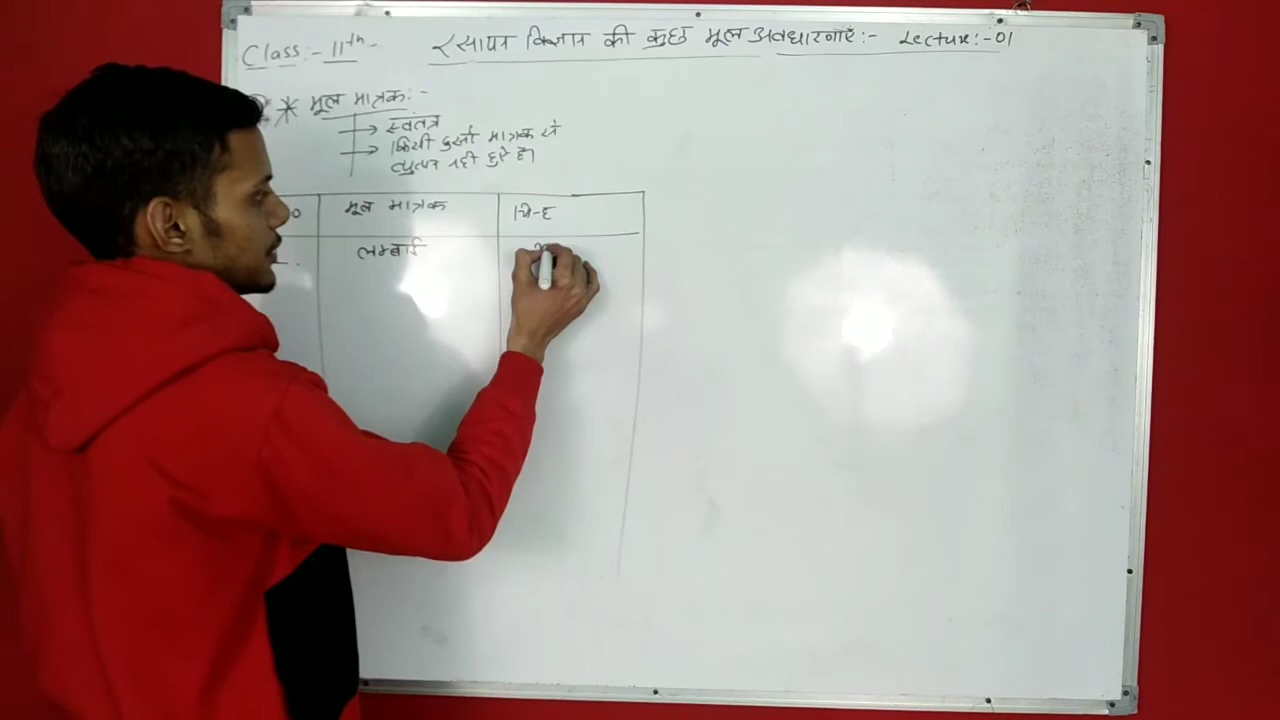 Class :- 11th - रसायन विज्ञान की कुछ मूल अवधारणाएँ :- Lecture :- 01
* मूल मात्रक :-
→ स्वतंत्र
→ किसी दुसरे मात्रक से
व्युत्पन्न नही हुऐ है।
o मूल मात्रक चिन्ह
लम्बाई